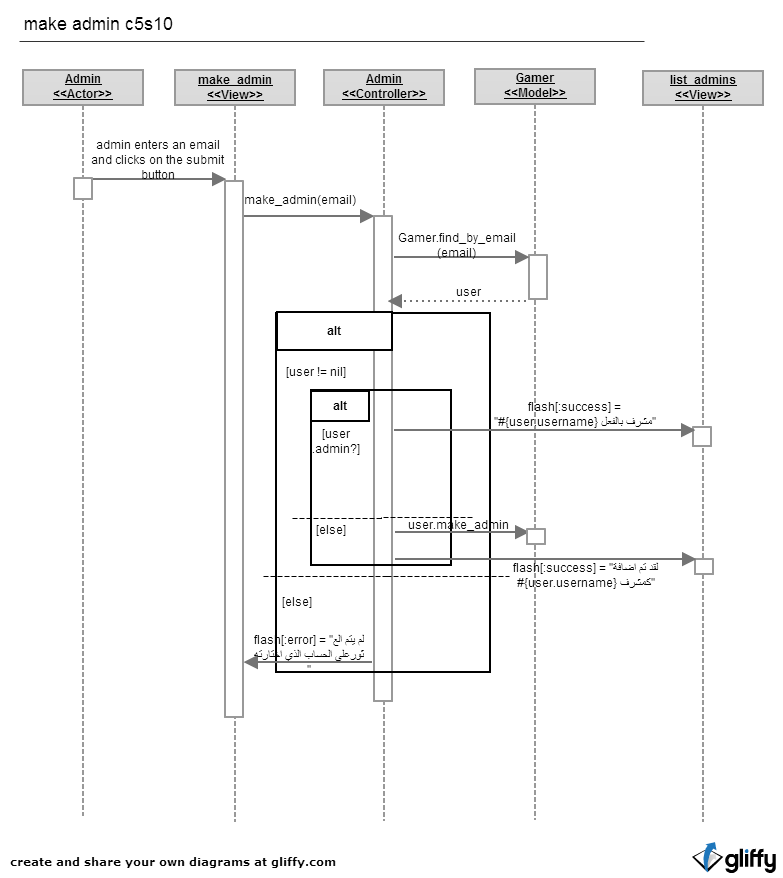 make admin c5s10
Admin
<<Actor>>
make_admin
<<View>>
Admin
<<Controller>>
Gamer
<<Model>>
list_admins
<<View>>
admin enters an email
and clicks on the submit
button
make_admin(email)
Gamer.find_by_email
(email)
user
alt
[user != nil]
alt
[user
.admin?]
flash[:success] =
"#{user.username} مشرف بالفعل"
[else]
user.make_admin
flash[:success] = "لقد تم اضافة
#{user.username} كمشرف"
[else]
flash[:error] = "لم يتم الع
ثور علي الحساب الذي اخترته
"
create and share your own diagrams at gliffy.com
gliffy